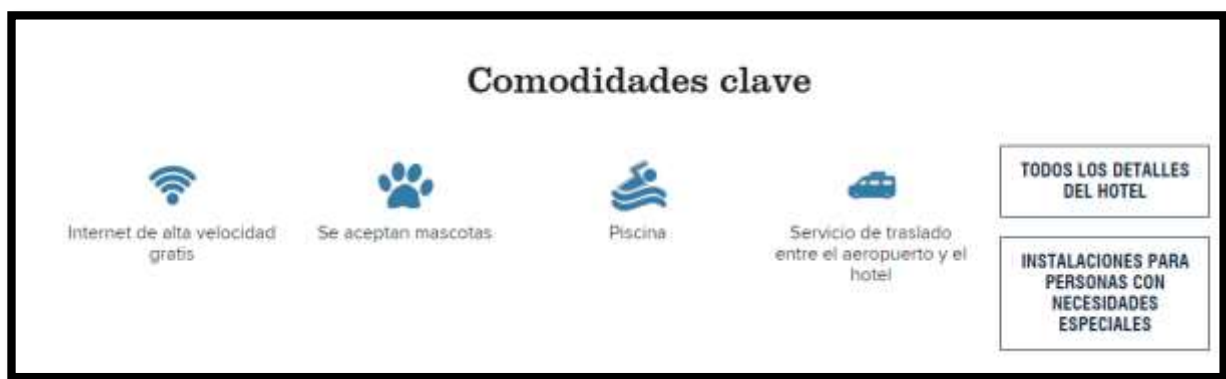 Comodidades clave
Internet de alta velocidad
gratis
Se aceptan mascotas
Piscina
Servicio de traslado
entre el aeropuerto y el
hotel
TODOS LOS DETALLES
DEL HOTEL
INSTALACIONES PARA
PERSONAS CON
NECESIDADES
ESPECIALES